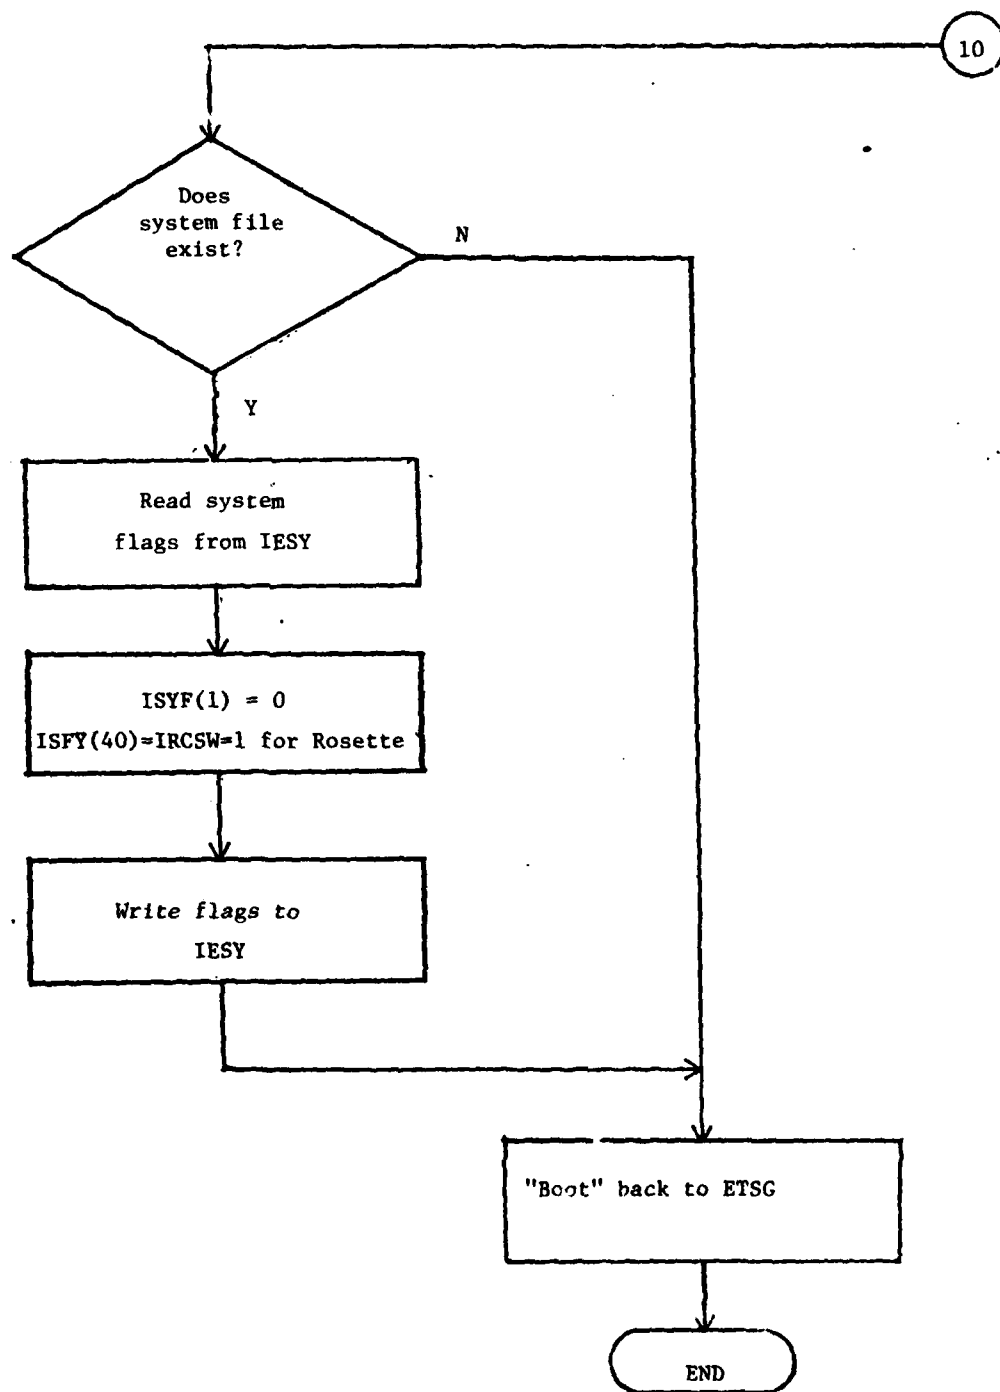 10
Does
system file
exist?
N
Y
Read system
flags from IESY
ISYF(1) = 0
ISFY(40)=IRCSW=1 for Rosette
Write flags to
IESY
"Boot" back to ETSG
END